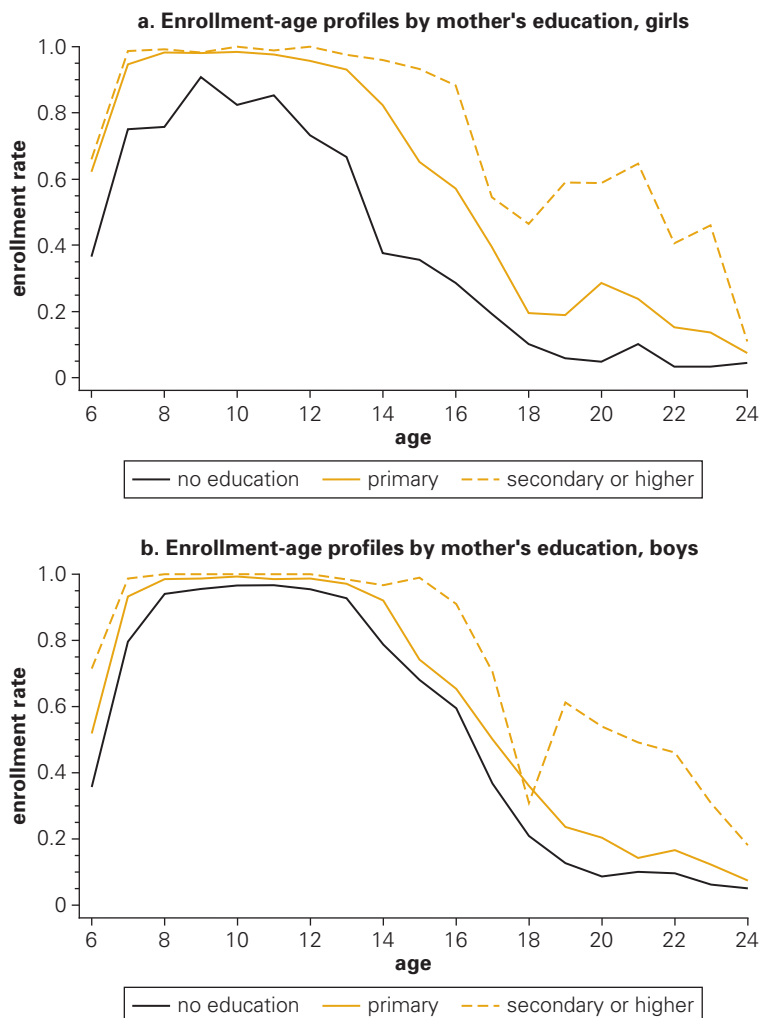 a. Enrollment-age profiles by mother's education, girls
1.0
0.8
0.6
0.4
0.2
0
enrollment rate
6 8 10 12 14 16 18 20 22 24
age
no education primary secondary or higher
b. Enrollment-age profiles by mother's education, boys
1.0
0.8
0.6
0.4
0.2
0
enrollment rate
6 8 10 12 14 16 18 20 22 24
age
no education primary secondary or higher